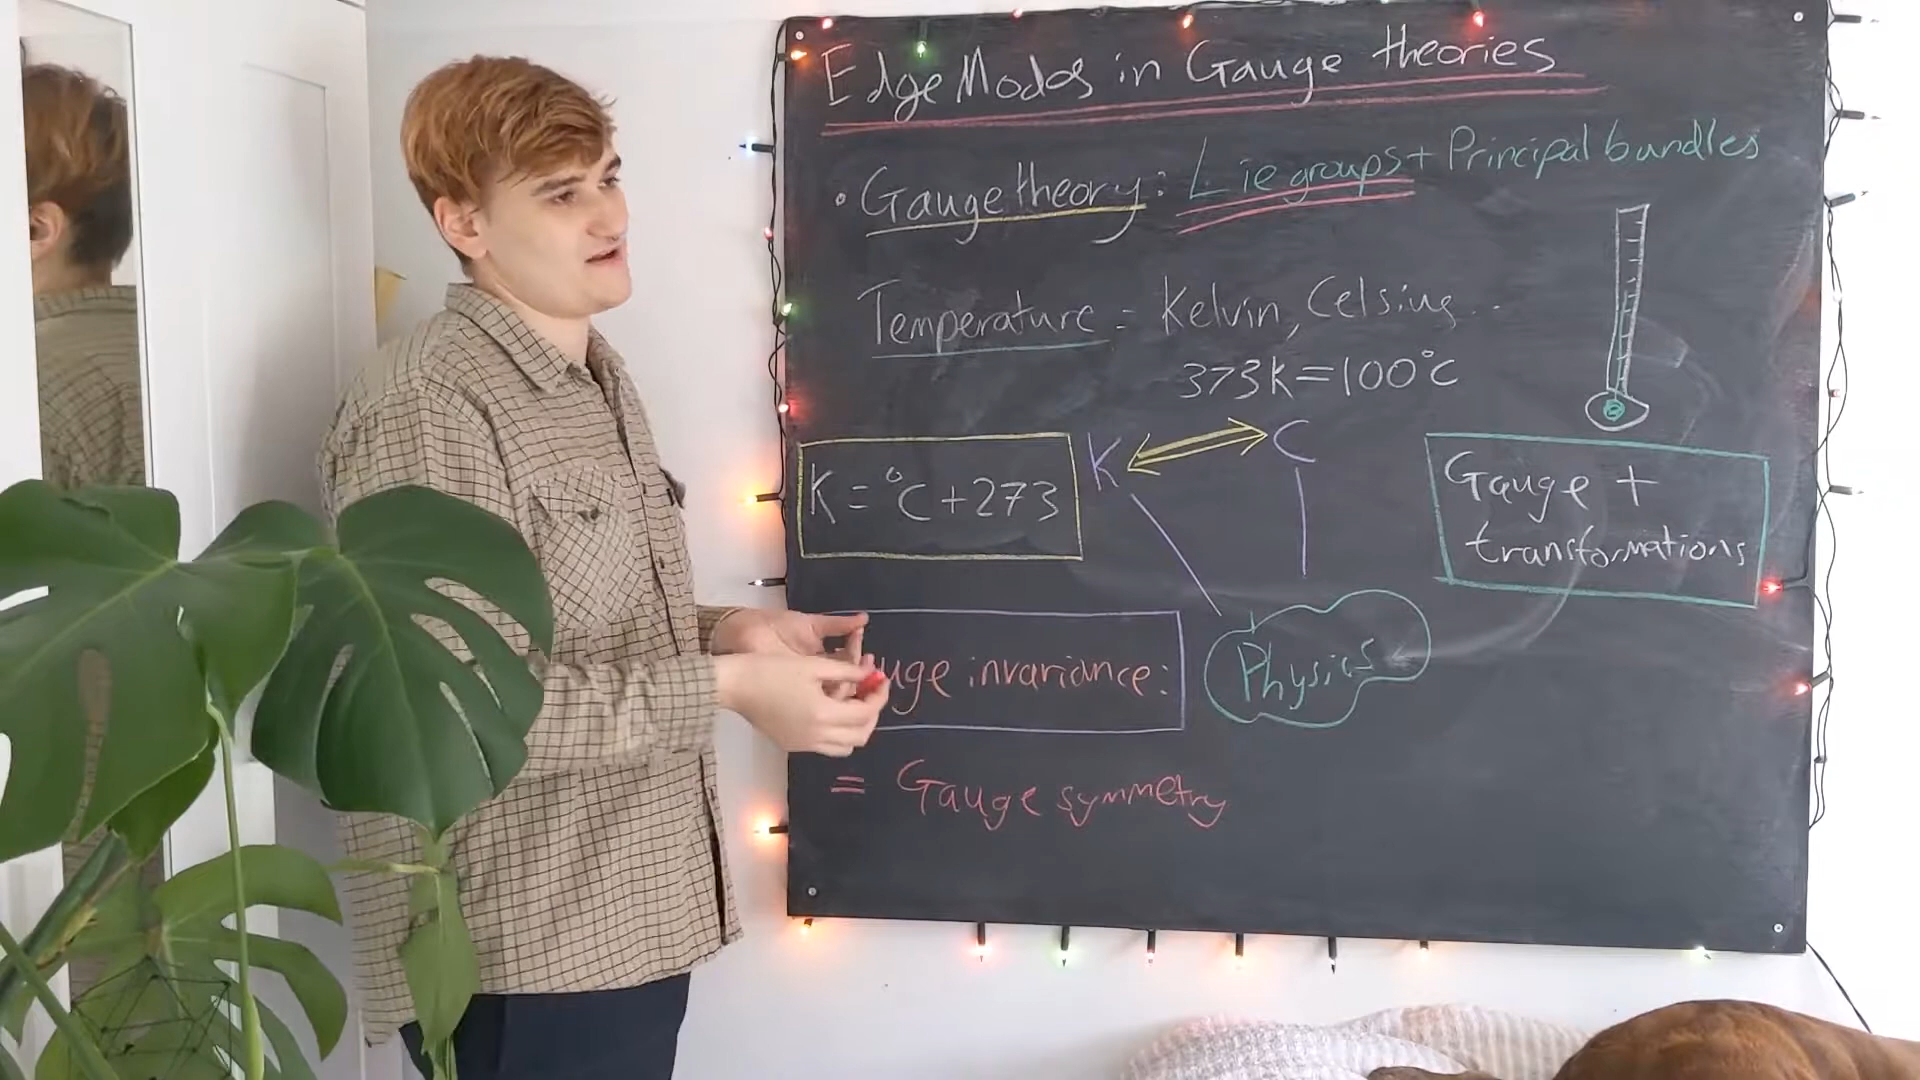 Edge Modes in Gauge theories
• Gauge theory: Lie groups + Principal bundles
Temperature = Kelvin, Celsius...
373K=100°C
K = °C+273
K C
Gauge +
transformations
uge invariance:
Physics
= Gauge symmetry